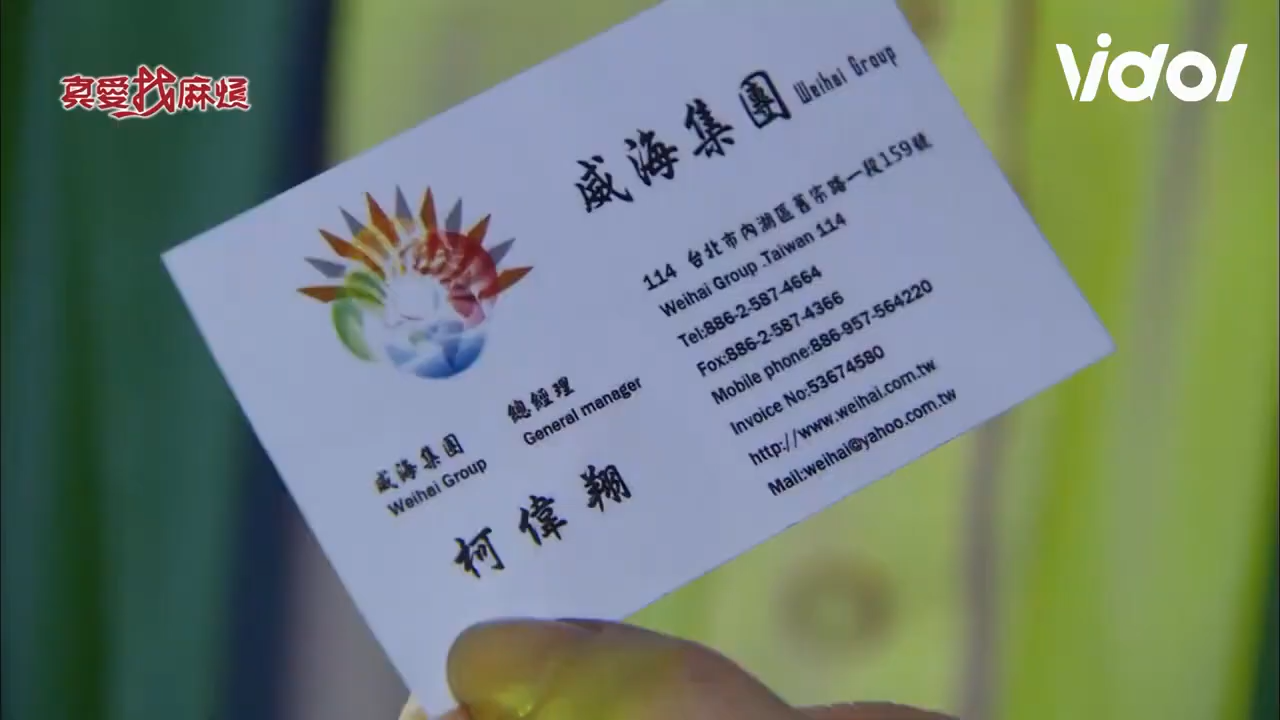 真愛找麻煩
Vidol
威海集團 Weihai Group
114 台北市內湖區舊宗路一段159號
Weihai Group .Taiwan 114
Tel:886-2-587-4664
Fox:886-2-587-4366
Mobile phone:886-957-564220
Invoice No:53674580
http://www.weihai.com.tw
Mail:weihai@yahoo.com.tw
威海集團 總經理
Weihai Group General manager
柯偉翔